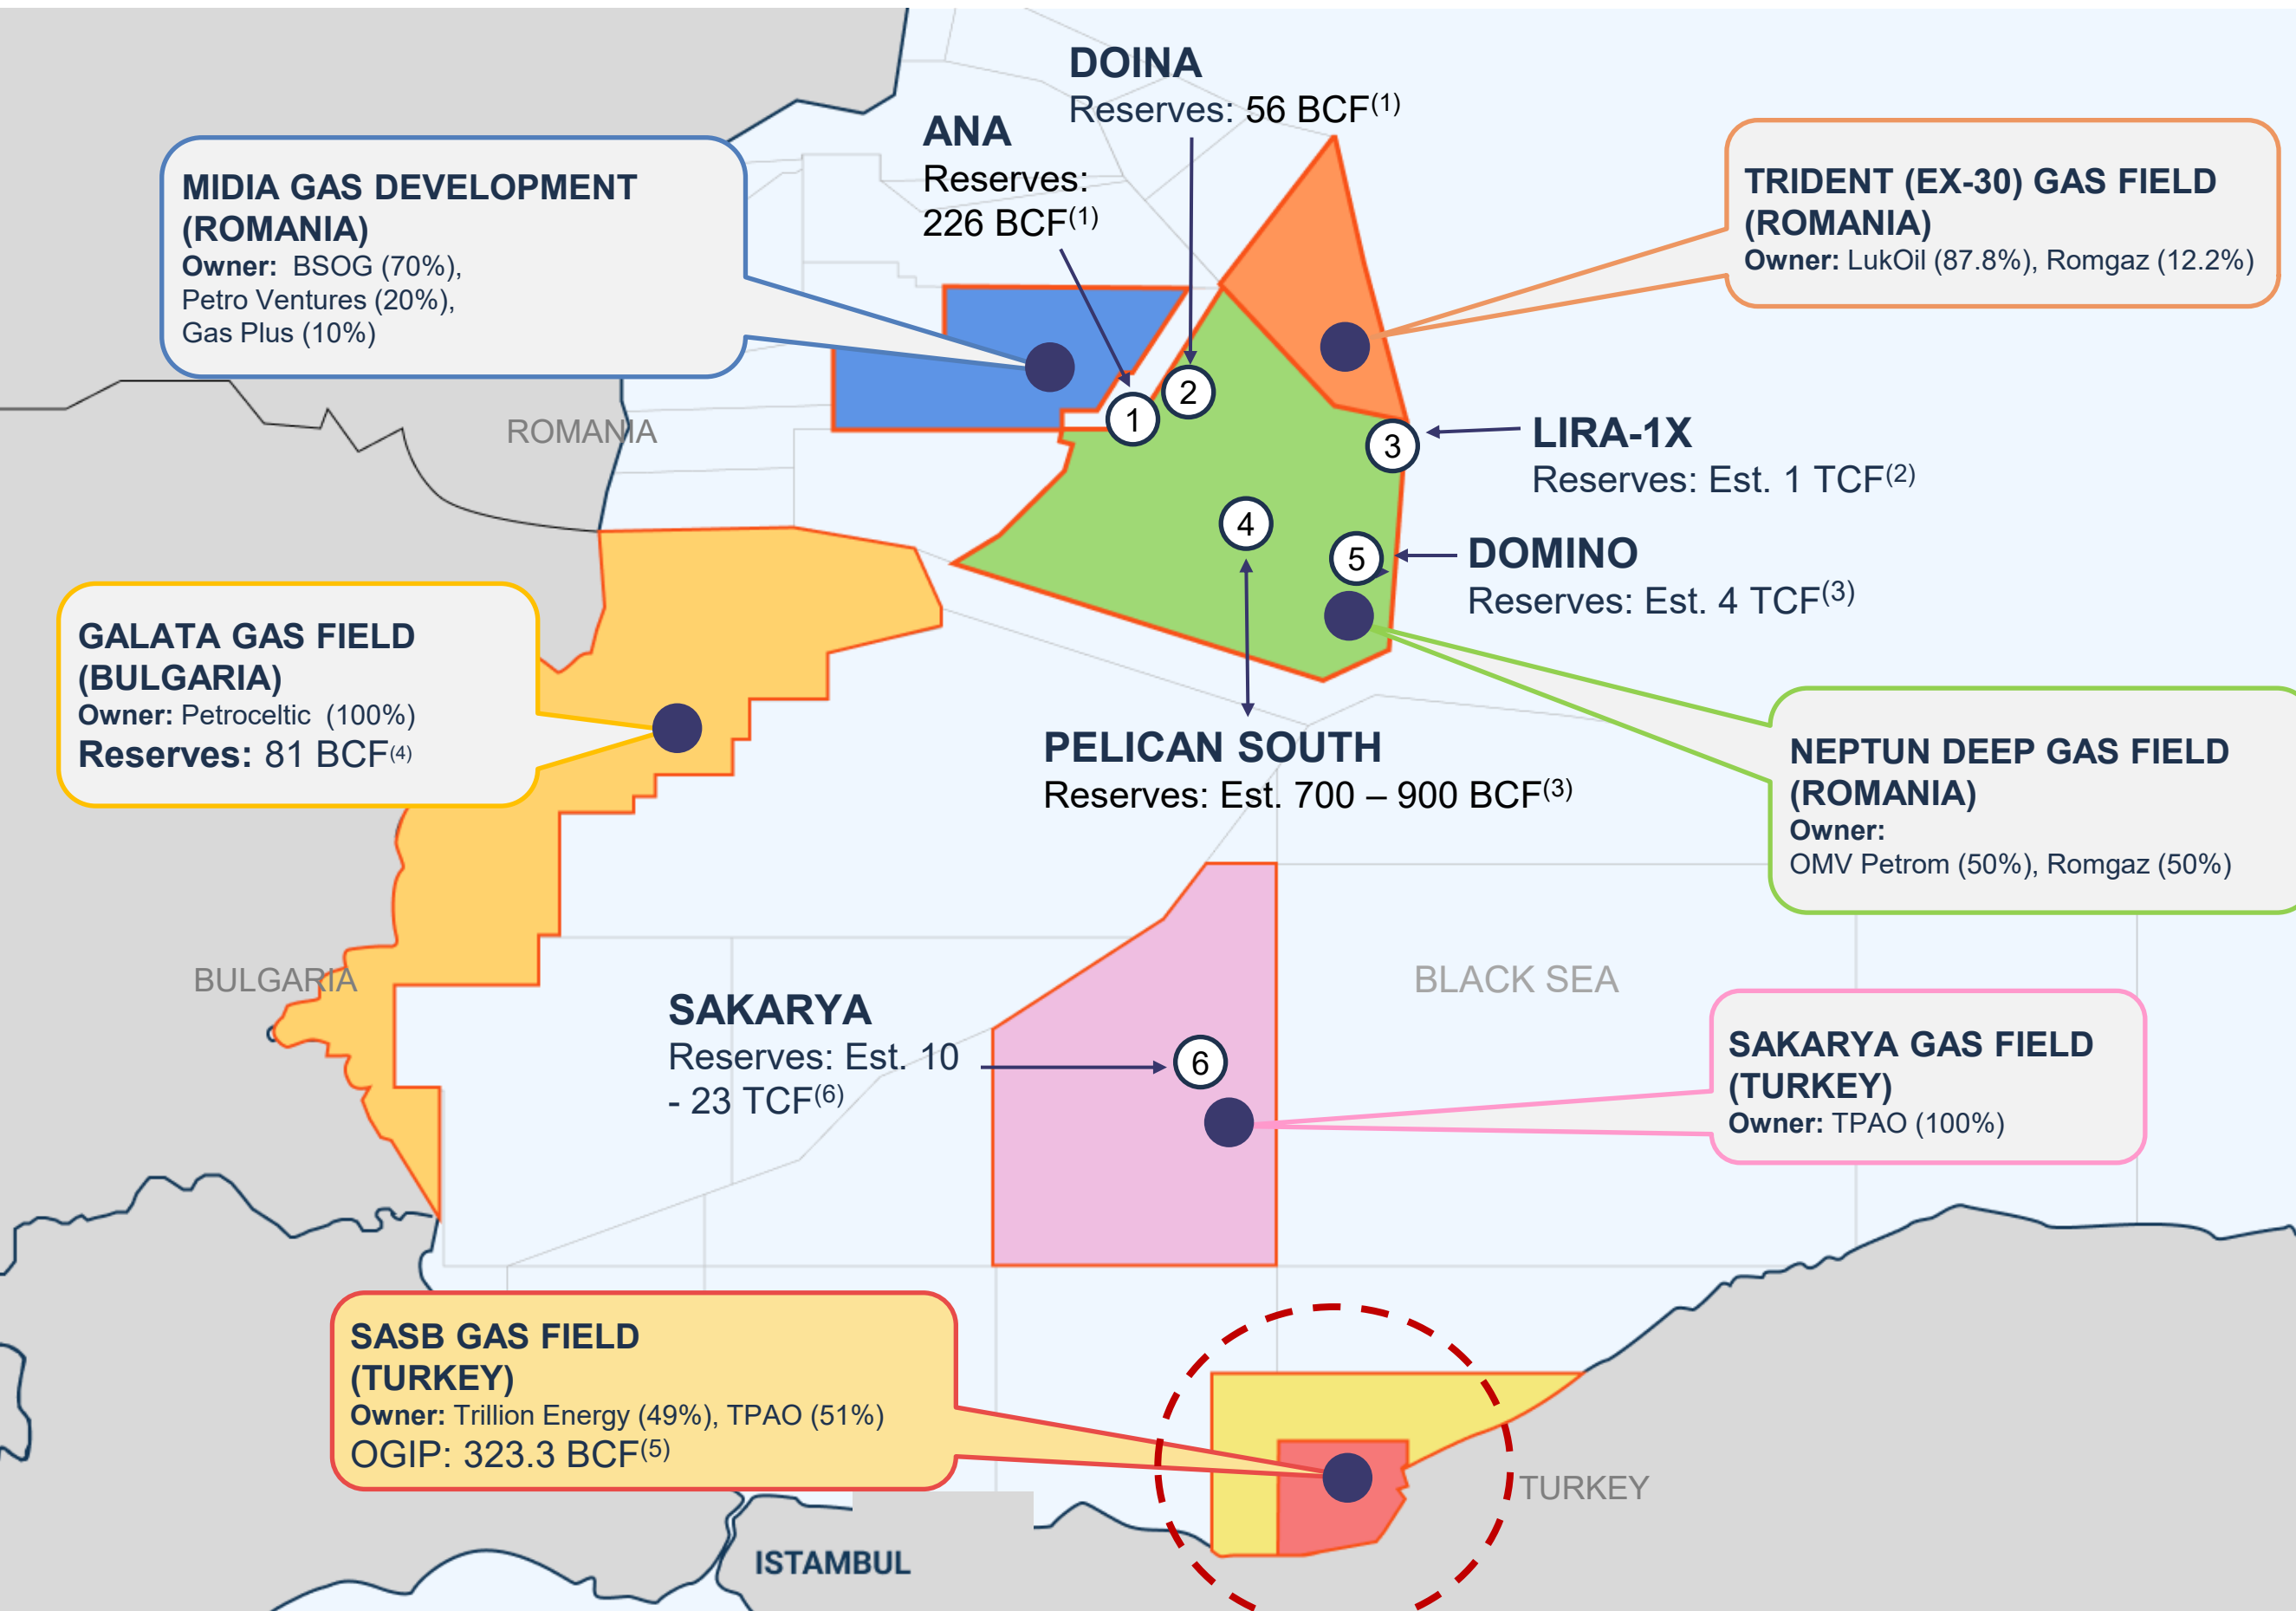 DOINA
Reserves: 56 BCF(1)
ANA
Reserves:
226 BCF(1)
MIDIA GAS DEVELOPMENT
(ROMANIA)
Owner:  BSOG (70%),
Petro Ventures (20%),
Gas Plus (10%)
TRIDENT (EX-30) GAS FIELD
(ROMANIA)
Owner: LukOil (87.8%), Romgaz (12.2%)
1
2
3
4
5
ROMANIA
LIRA-1X
Reserves: Est. 1 TCF(2)
DOMINO
Reserves: Est. 4 TCF(3)
GALATA GAS FIELD
(BULGARIA)
Owner: Petroceltic  (100%)
Reserves: 81 BCF(4)
PELICAN SOUTH
Reserves: Est. 700 – 900 BCF(3)
NEPTUN DEEP GAS FIELD
(ROMANIA)
Owner:
OMV Petrom (50%), Romgaz (50%)
BULGARIA
BLACK SEA
SAKARYA
Reserves: Est. 10
- 23 TCF(6)
6
SAKARYA GAS FIELD
(TURKEY)
Owner: TPAO (100%)
SASB GAS FIELD
(TURKEY)
Owner: Trillion Energy (49%), TPAO (51%)
OGIP: 323.3 BCF(5)
TURKEY
ISTAMBUL